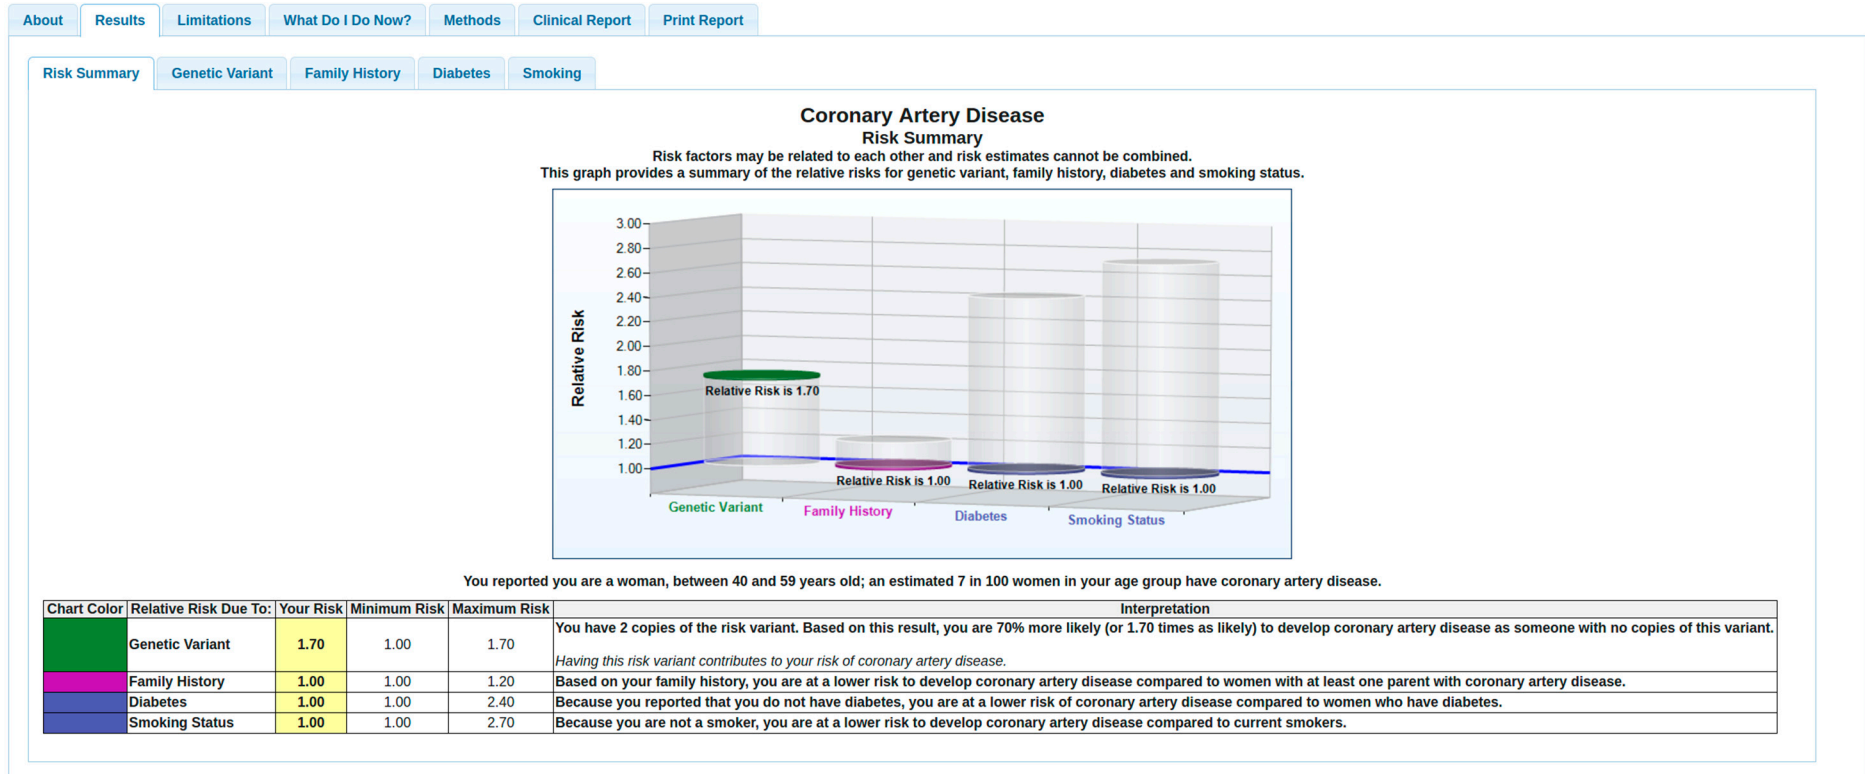 About Results Limitations What Do I Do Now? Methods Clinical Report Print Report
Risk Summary Genetic Variant Family History Diabetes Smoking
Coronary Artery Disease
Risk Summary
Risk factors may be related to each other and risk estimates cannot be combined.
This graph provides a summary of the relative risks for genetic variant, family history, diabetes and smoking status.
Relative Risk
3.00
2.80
2.60
2.40
2.20
2.00
1.80
1.60
1.40
1.20
1.00
Relative Risk is 1.70
Relative Risk is 1.00
Relative Risk is 1.00
Relative Risk is 1.00
Genetic Variant
Family History
Diabetes
Smoking Status
You reported you are a woman, between 40 and 59 years old; an estimated 7 in 100 women in your age group have coronary artery disease.
Chart Color Relative Risk Due To: Your Risk Minimum Risk Maximum Risk Interpretation
Genetic Variant 1.70 1.00 1.70 You have 2 copies of the risk variant. Based on this result, you are 70% more likely (or 1.70 times as likely) to develop coronary artery disease as someone with no copies of this variant.
Having this risk variant contributes to your risk of coronary artery disease.
Family History 1.00 1.00 1.20 Based on your family history, you are at a lower risk to develop coronary artery disease compared to women with at least one parent with coronary artery disease.
Diabetes 1.00 1.00 2.40 Because you reported that you do not have diabetes, you are at a lower risk of coronary artery disease compared to women who have diabetes.
Smoking Status 1.00 1.00 2.70 Because you are not a smoker, you are at a lower risk to develop coronary artery disease compared to current smokers.